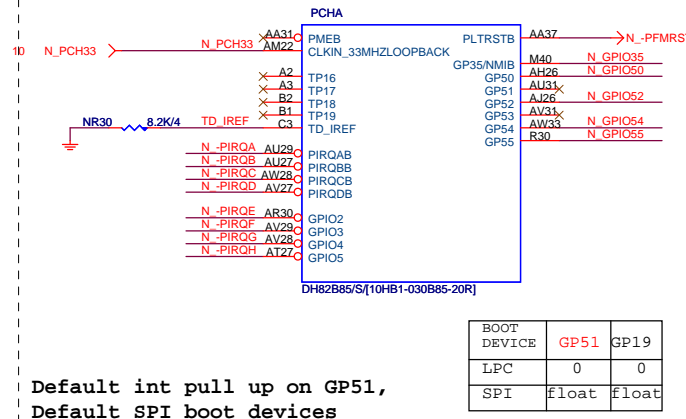 PCHA
AA31 PMEB PLTRSTB AA37 N_-PFMRS
10 N_PCH33 N_PCH33 AM22 CLKIN_33MHZLOOPBACK
GP35/NMIB M40 N_GPIO35
A2 TP16 GP50 AH26 N_GPIO50
A3 TP17 GP51 AU31
B2 TP18 GP52 AJ26 N_GPIO52
B1 TP19 GP53 AV31
NR30 8.2K/4 TD_IREF C3 TD_IREF GP54 AW33 N_GPIO54
GP55 R30 N_GPIO55
N_-PIRQA AU29 PIRQAB
N_-PIRQB AU27 PIRQBB
N_-PIRQC AW28 PIRQCB
N_-PIRQD AV27 PIRQDB
N_-PIRQE AR30 GPIO2
N_-PIRQF AV29 GPIO3
N_-PIRQG AV28 GPIO4
N_-PIRQH AT27 GPIO5
DH82B85/S/[10HB1-030B85-20R]
BOOT
DEVICE GP51 GP19
LPC 0 0
SPI float float
Default int pull up on GP51,
Default SPI boot devices